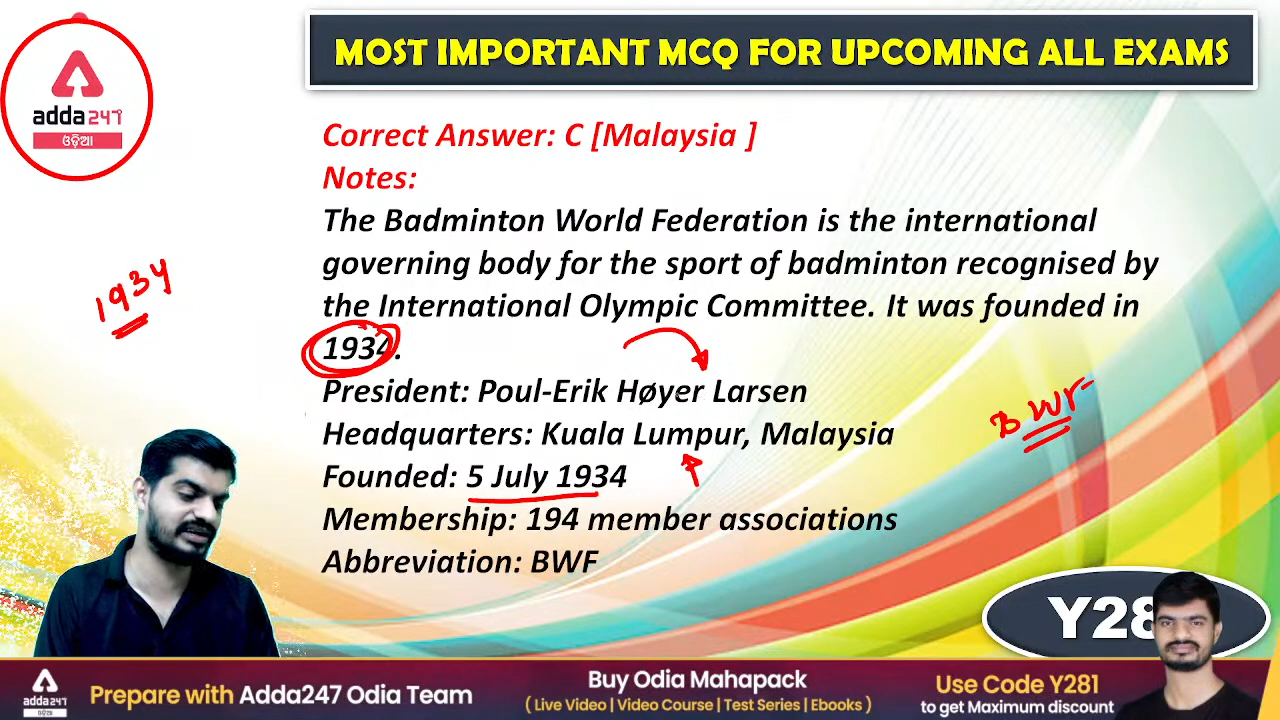 MOST IMPORTANT MCQ FOR UPCOMING ALL EXAMS
adda247
ଓଡ଼ିଆ
Correct Answer: C [Malaysia ]
Notes:
The Badminton World Federation is the international
governing body for the sport of badminton recognised by
the International Olympic Committee. It was founded in
1934.
1934
President: Poul-Erik Høyer Larsen
Headquarters: Kuala Lumpur, Malaysia
BWF
Founded: 5 July 1934
Membership: 194 member associations
Abbreviation: BWF
Y28
adda247
ଓଡ଼ିଆ
Prepare with Adda247 Odia Team
Buy Odia Mahapack
( Live Video | Video Course | Test Series | Ebooks )
Use Code Y281
to get Maximum discount